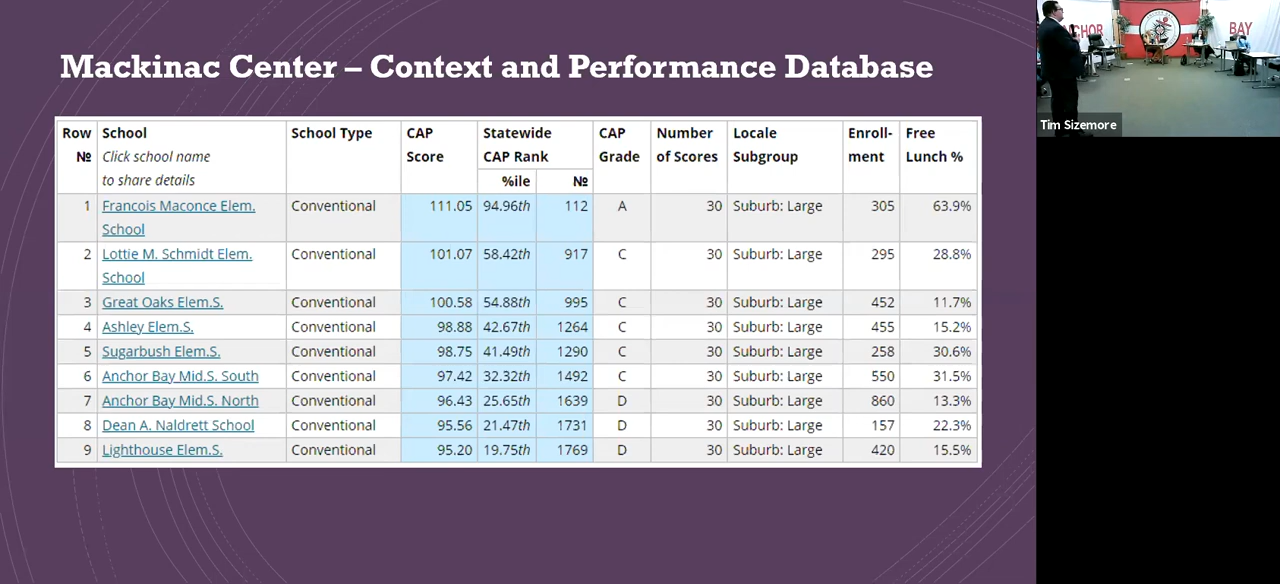 Mackinac Center – Context and Performance Database
Row School School Type CAP Statewide CAP Number Locale Enroll- Free
№ Click school name Score CAP Rank Grade of Scores Subgroup ment Lunch %
to share details %ile №
1 Francois Maconce Elem. Conventional 111.05 94.96th 112 A 30 Suburb: Large 305 63.9%
School
2 Lottie M. Schmidt Elem. Conventional 101.07 58.42th 917 C 30 Suburb: Large 295 28.8%
School
3 Great Oaks Elem.S. Conventional 100.58 54.88th 995 C 30 Suburb: Large 452 11.7%
4 Ashley Elem.S. Conventional 98.88 42.67th 1264 C 30 Suburb: Large 455 15.2%
5 Sugarbush Elem.S. Conventional 98.75 41.49th 1290 C 30 Suburb: Large 258 30.6%
6 Anchor Bay Mid.S. South Conventional 97.42 32.32th 1492 C 30 Suburb: Large 550 31.5%
7 Anchor Bay Mid.S. North Conventional 96.43 25.65th 1639 D 30 Suburb: Large 860 13.3%
8 Dean A. Naldrett School Conventional 95.56 21.47th 1731 D 30 Suburb: Large 157 22.3%
9 Lighthouse Elem.S. Conventional 95.20 19.75th 1769 D 30 Suburb: Large 420 15.5%
BAY
Tim Sizemore